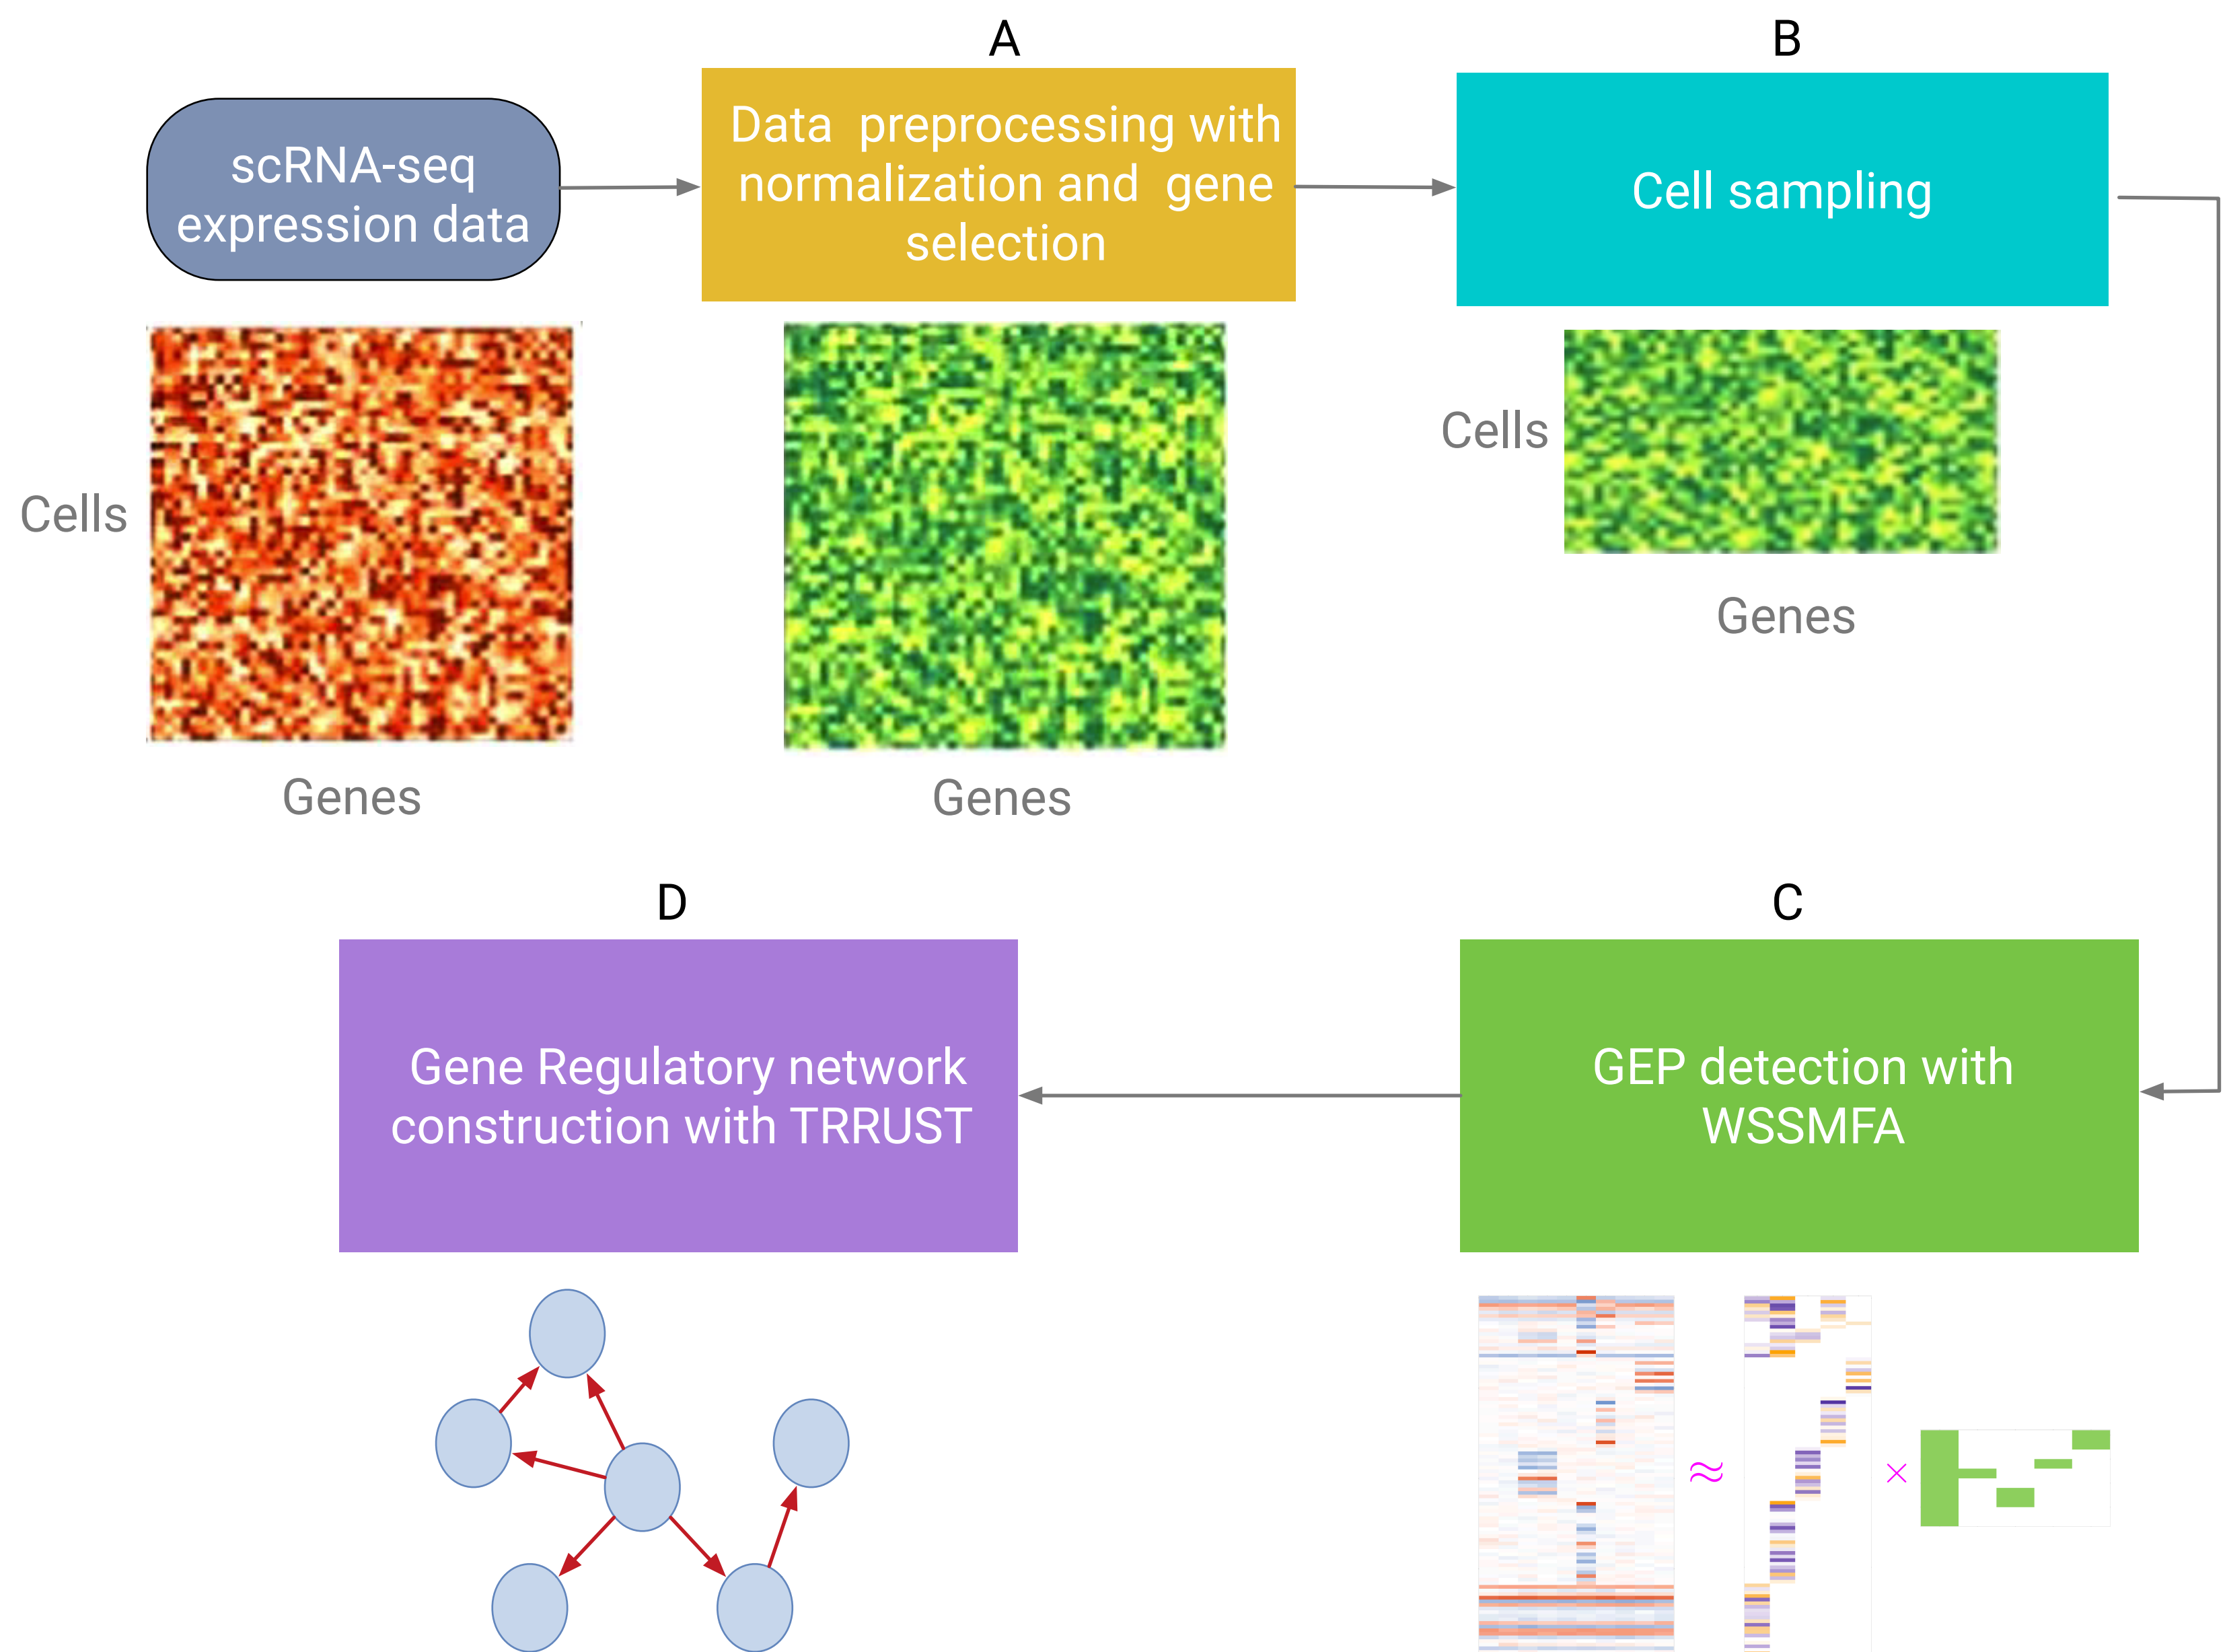 A
B
scRNA-seq
expression data
Data preprocessing with
normalization and gene
selection
Cell sampling
Cells
Genes
Genes
Cells
Genes
D
C
Gene Regulatory network
construction with TRRUST
GEP detection with
WSSMFA
≈
×